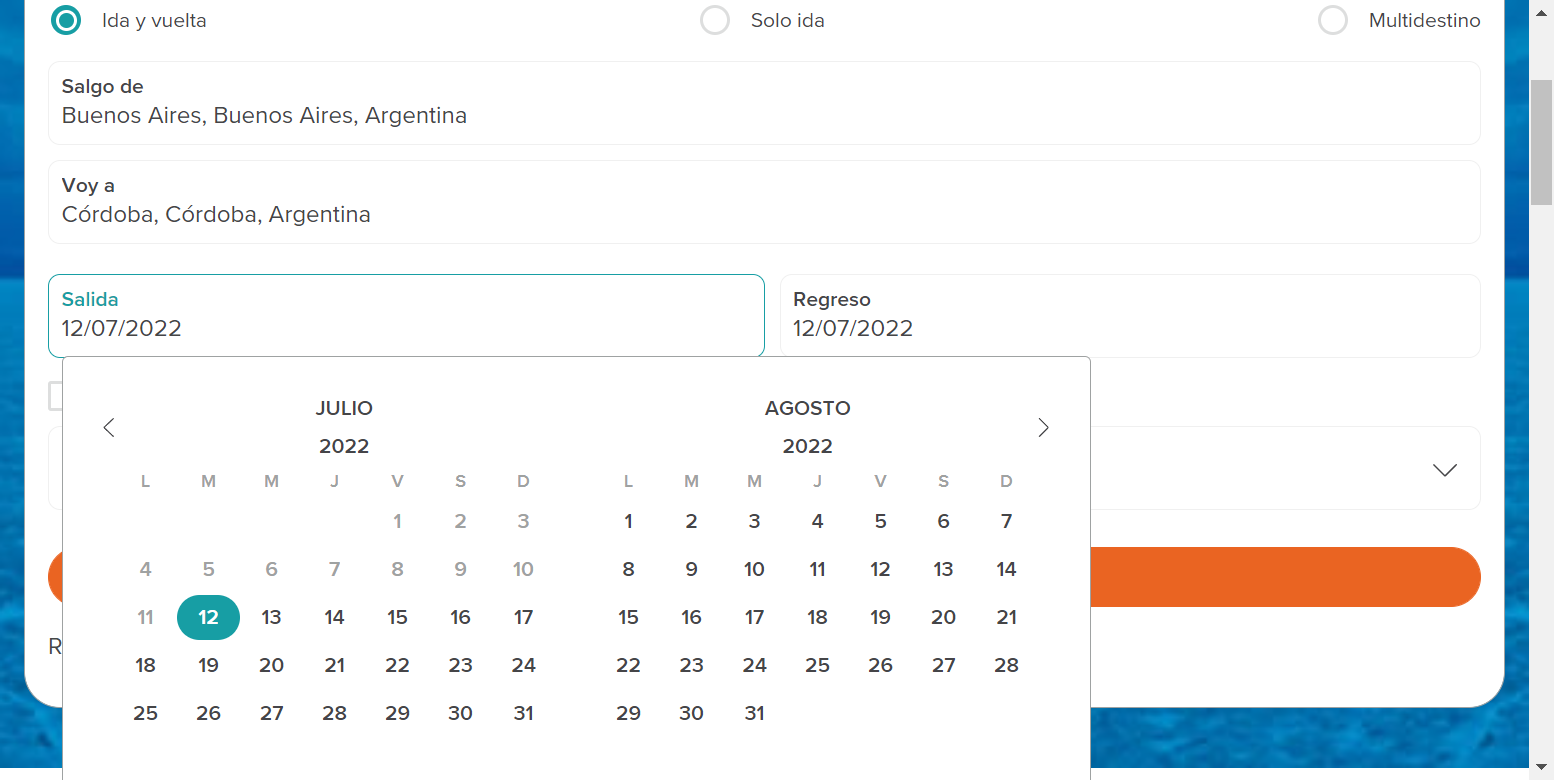 Ida y vuelta Solo ida Multidestino
Salgo de
Buenos Aires, Buenos Aires, Argentina
Voy a
Córdoba, Córdoba, Argentina
Salida Regreso
12/07/2022 12/07/2022
JULIO AGOSTO
2022 2022
L M M J V S D L M M J V S D
1 2 3 1 2 3 4 5 6 7
4 5 6 7 8 9 10 8 9 10 11 12 13 14
11 12 13 14 15 16 17 15 16 17 18 19 20 21
R 18 19 20 21 22 23 24 22 23 24 25 26 27 28
25 26 27 28 29 30 31 29 30 31